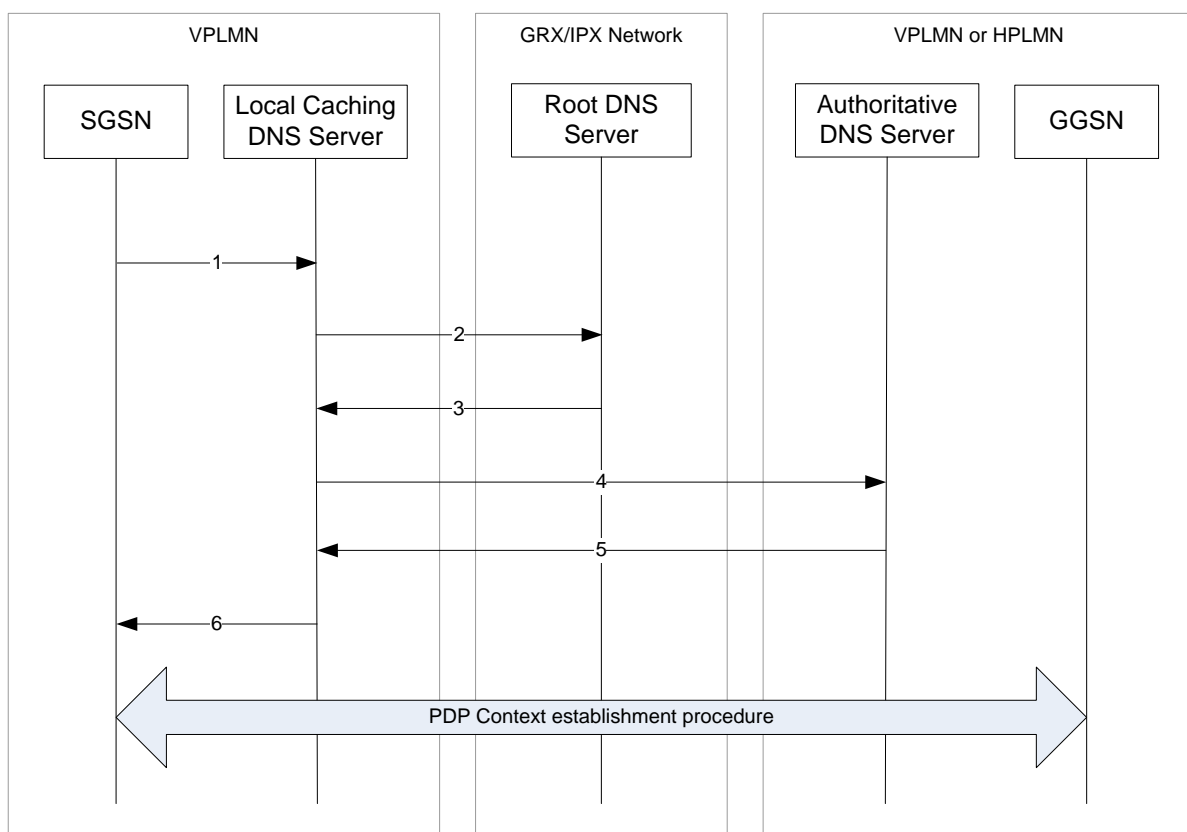 VPLMN
GRX/IPX Network
VPLMN or HPLMN
SGSN
Local Caching
DNS Server
Root DNS
Server
Authoritative
DNS Server
GGSN
1
2
3
4
5
6
PDP Context establishment procedure